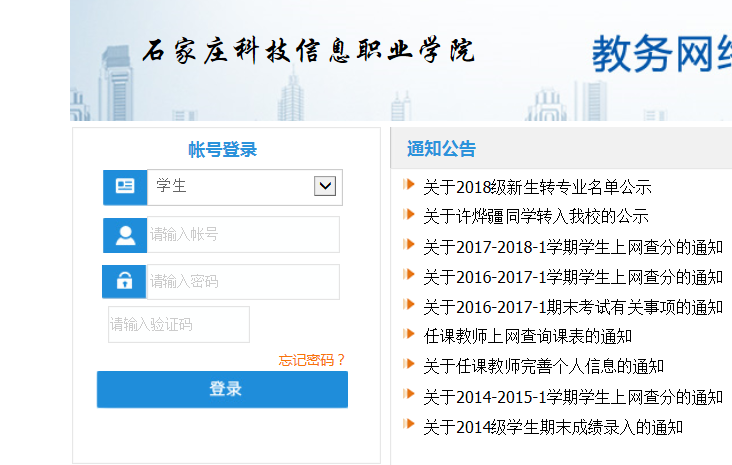 石家庄科技信息职业学院
教务网络
帐号登录
学生
请输入帐号
请输入密码
请输入验证码
忘记密码？
登录
通知公告
关于2018级新生转专业名单公示
关于许烨疆同学转入我校的公示
关于2017-2018-1学期学生上网查分的通知
关于2016-2017-1学期学生上网查分的通知
关于2016-2017-1期末考试有关事项的通知
任课教师上网查询课表的通知
关于任课教师完善个人信息的通知
关于2014-2015-1学期学生上网查分的通知
关于2014级学生期末成绩录入的通知